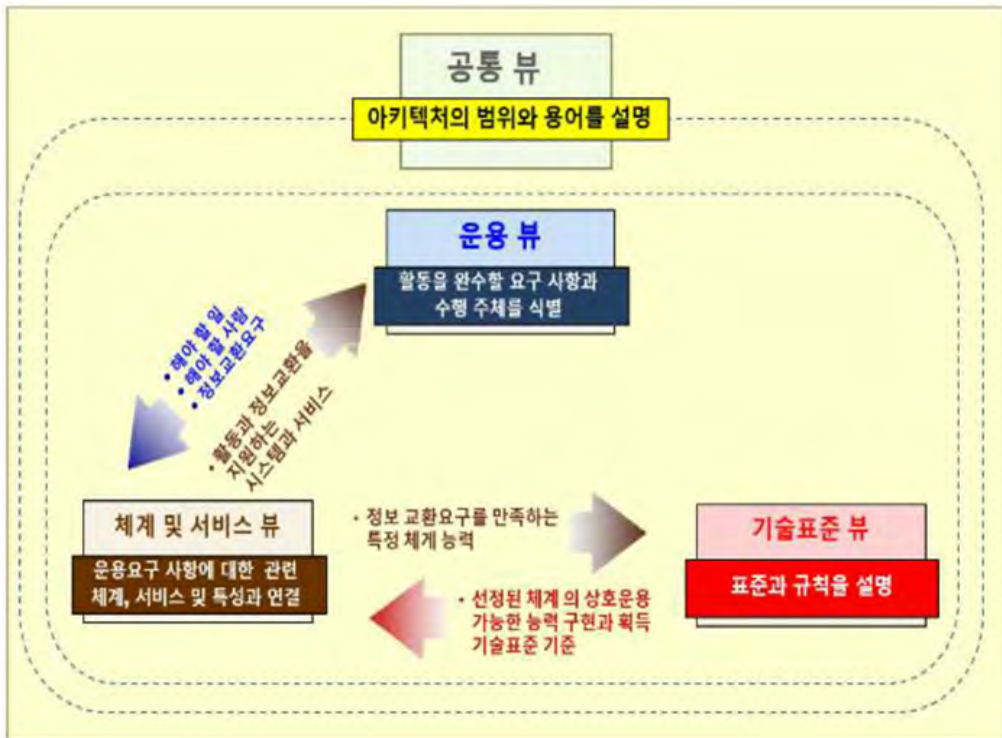 공통 뷰
아키텍처의 범위와 용어를 설명
운용 뷰
활동을 완수할 요구 사항과
수행 주체를 식별
• 해야 할 일
• 해야 할 사람
• 정보교환요구
• 활동과 정보교환을
지원하는
시스템과 서비스
체계 및 서비스 뷰
운용요구 사항에 대한 관련
체계, 서비스 및 특성과 연결
• 정보 교환요구를 만족하는
특정 체계 능력
기술표준 뷰
표준과 규칙을 설명
• 선정된 체계 의 상호운용
가능한 능력 구현과 획득
기술표준 기준